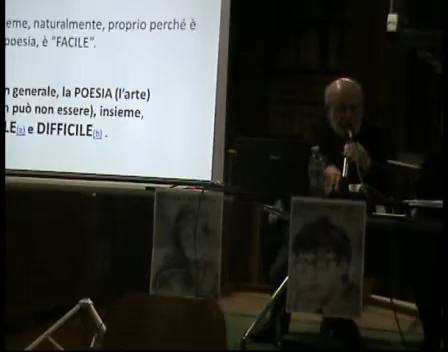 eme, naturalmente, proprio perché è
poesia, è "FACILE".
n generale, la POESIA (l'arte)
n può non essere), insieme,
LE[a] e DIFFICILE[b] .